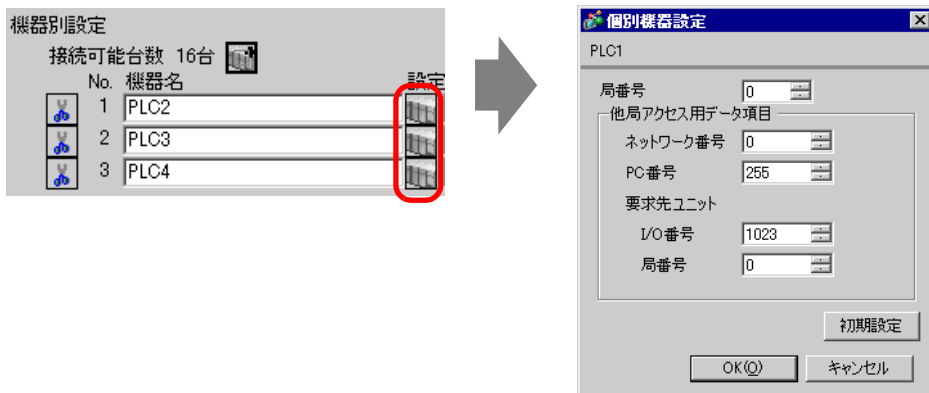 機器別設定
接続可能台数 16台
No. 機器名 設定
1 PLC2
2 PLC3
3 PLC4
個別機器設定
PLC1
局番号 0
他局アクセス用データ項目
ネットワーク番号 0
PC番号 255
要求先ユニット
I/O番号 1023
局番号 0
初期設定
OK(O) キャンセル